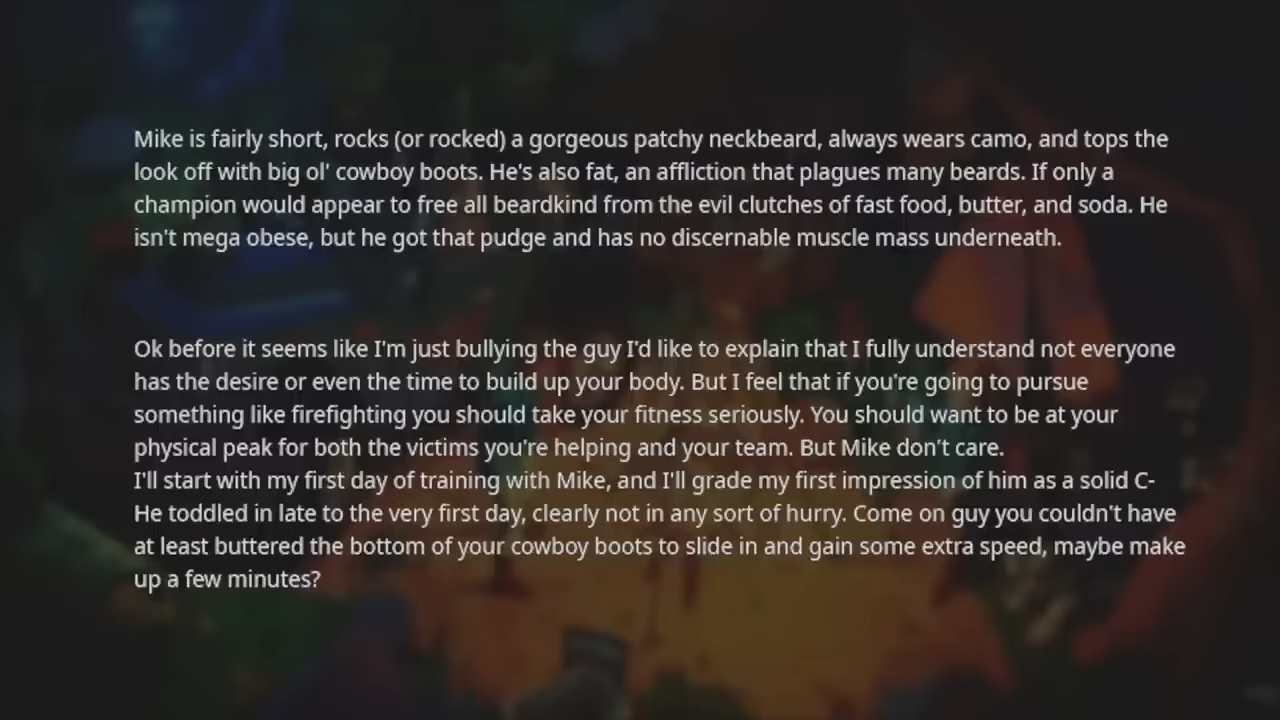 Mike is fairly short, rocks (or rocked) a gorgeous patchy neckbeard, always wears camo, and tops the
look off with big ol' cowboy boots. He's also fat, an affliction that plagues many beards. If only a
champion would appear to free all beardkind from the evil clutches of fast food, butter, and soda. He
isn't mega obese, but he got that pudge and has no discernable muscle mass underneath.
Ok before it seems like I'm just bullying the guy I'd like to explain that I fully understand not everyone
has the desire or even the time to build up your body. But I feel that if you're going to pursue
something like firefighting you should take your fitness seriously. You should want to be at your
physical peak for both the victims you're helping and your team. But Mike don't care.
I'll start with my first day of training with Mike, and I'll grade my first impression of him as a solid C-
He toddled in late to the very first day, clearly not in any sort of hurry. Come on guy you couldn't have
at least buttered the bottom of your cowboy boots to slide in and gain some extra speed, maybe make
up a few minutes?